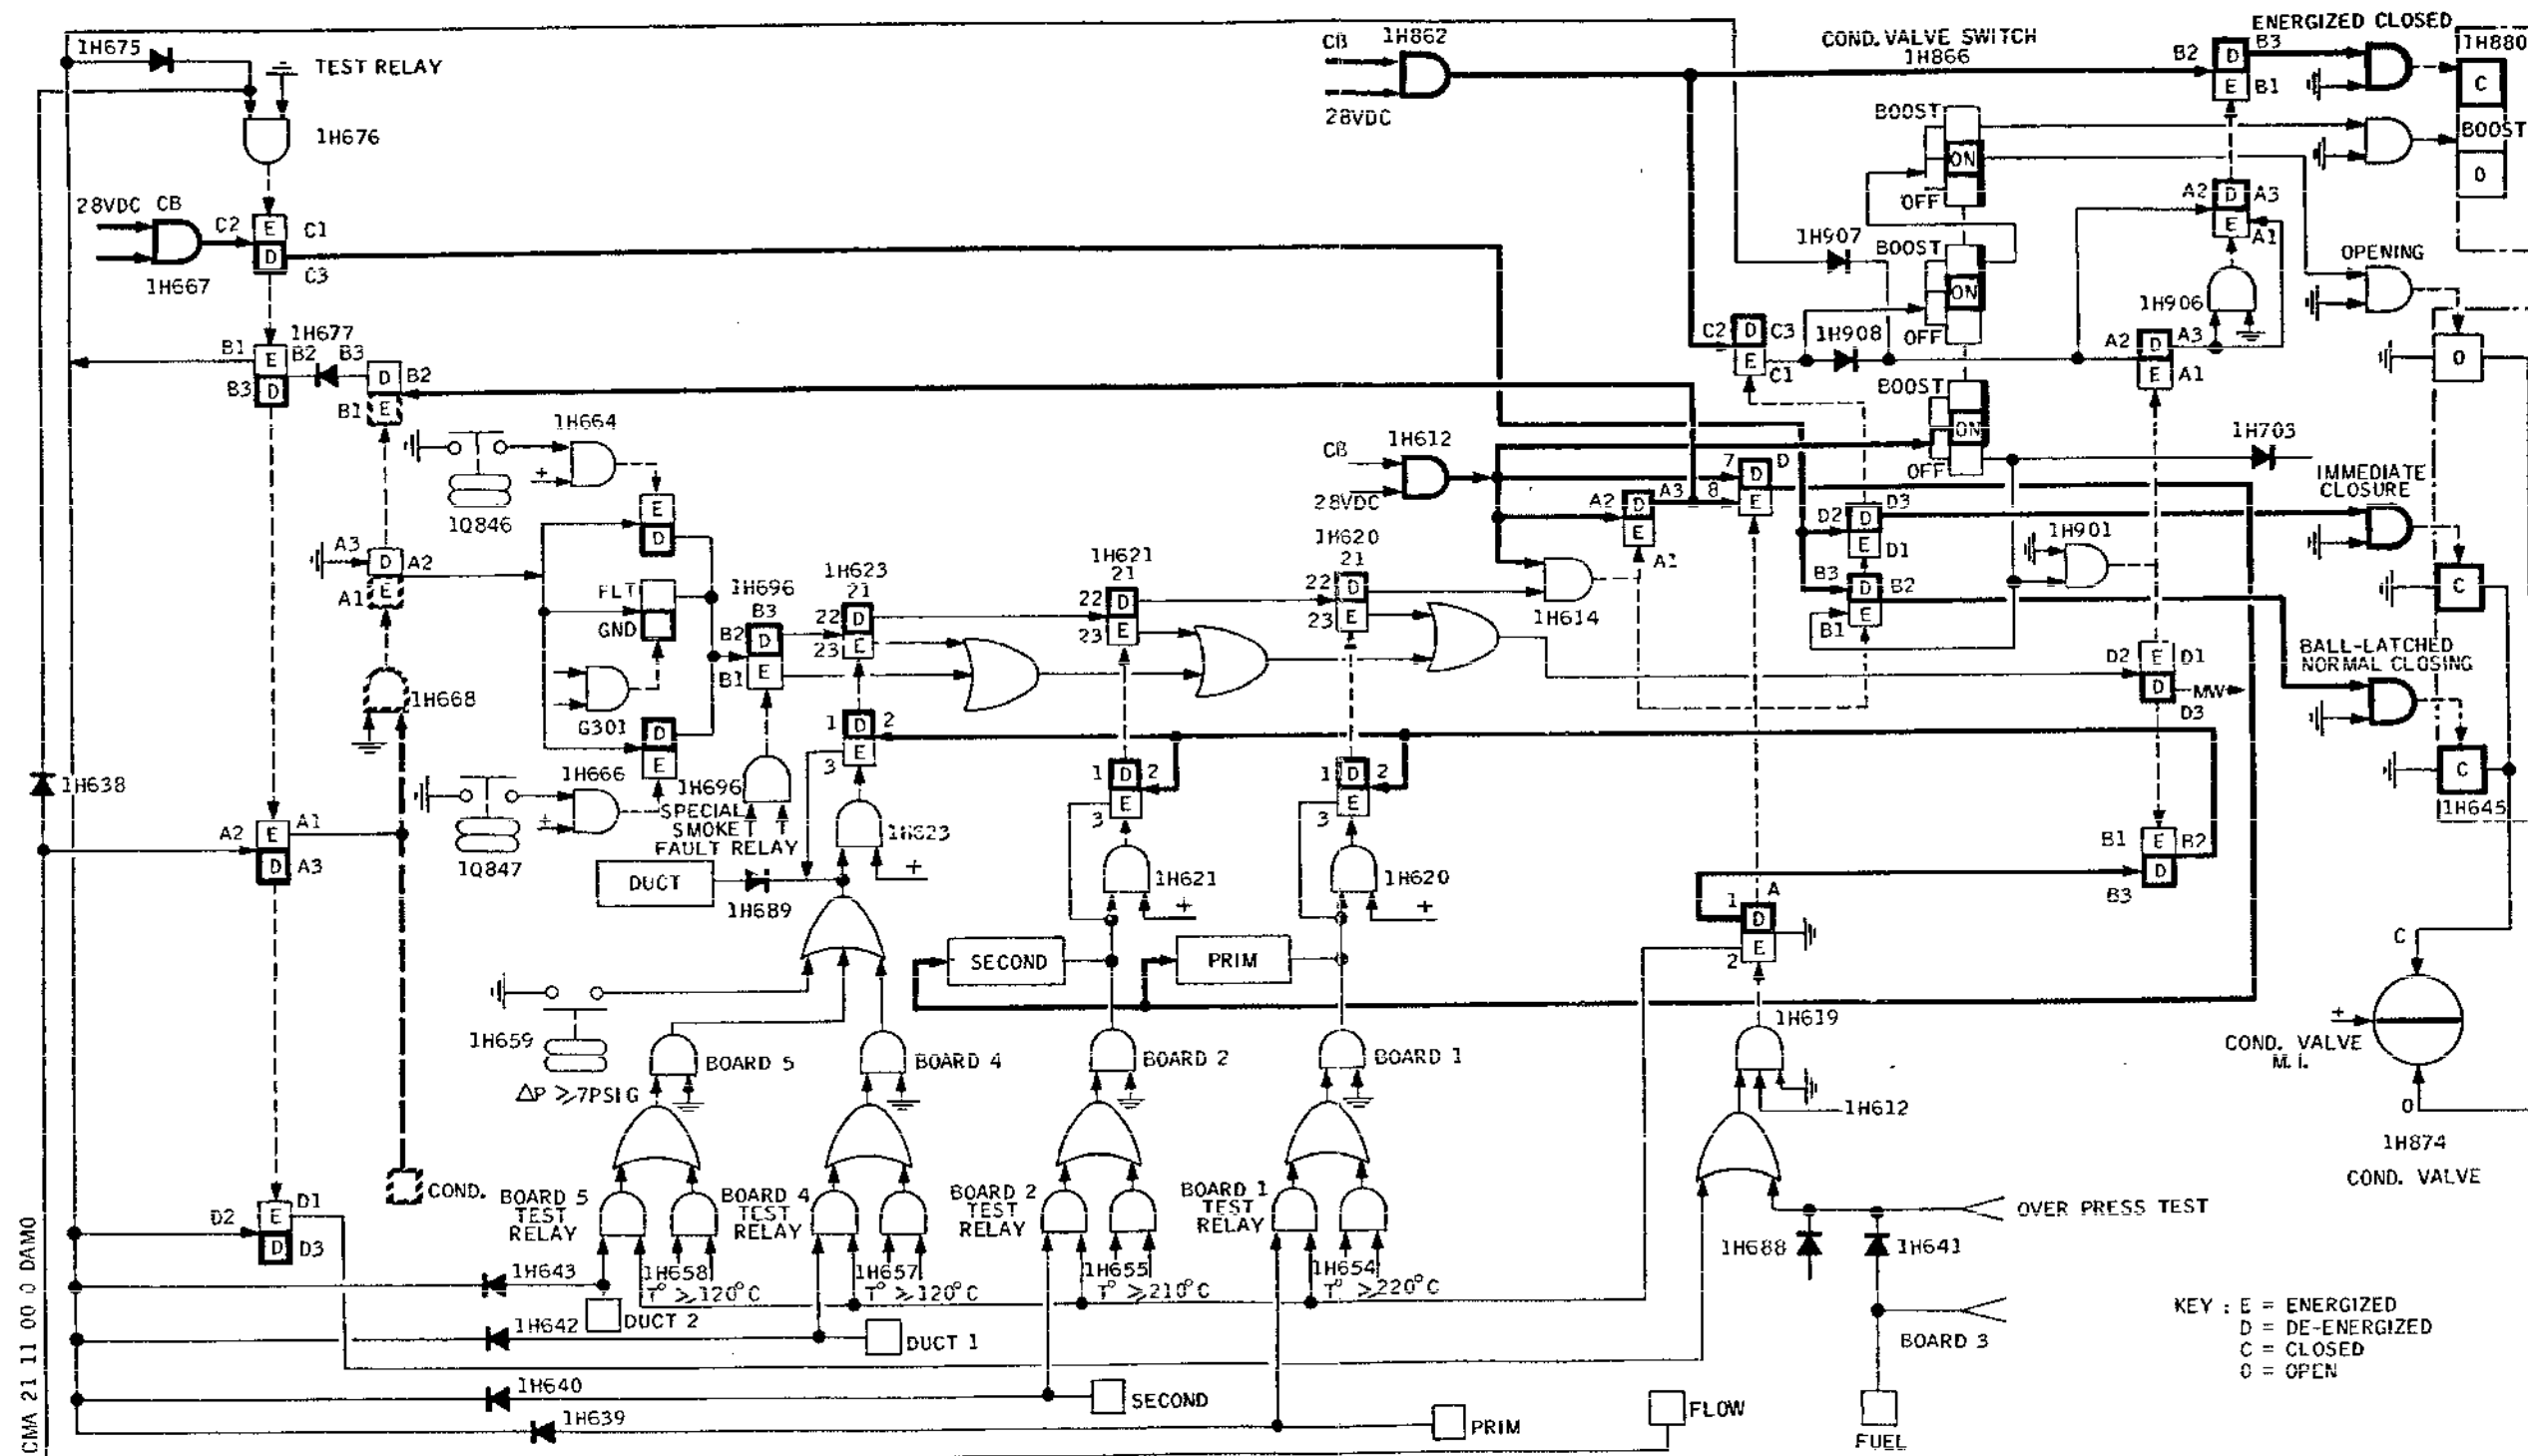 1H675
TEST RELAY
1H676
28VDC CB
C2
E
C1
D
C3
1H667
1H677
B1
E
B2
B3
D
B2
B3
D
B1
E
1H664
1Q846
A3
D
A2
A1
E
FLT
GND
G301
1H668
1H666
1Q847
E
D
D
E
1H696
B3
B2
D
B1
E
1H696
SPECIAL
SMOKE
FAULT RELAY
1H623
21
22
D
23
E
1
D
2
3
E
1H623
DUCT
1H689
1H638
A2
E
A1
D
A3
COND.
D2
E
D1
D
D3
1H659
ΔP ⩾7PSIG
BOARD 5
BOARD 4
BOARD 2
BOARD 1
BOARD 5
TEST
RELAY
BOARD 4
TEST
RELAY
BOARD 2
TEST
RELAY
BOARD 1
TEST
RELAY
1H658
T° ⩾120°C
1H657
T° ⩾120°C
1H655
T° ⩾210°C
1H654
T° ⩾220°C
1H643
DUCT 2
1H642
DUCT 1
1H640
SECOND
1H639
PRIM
FLOW
FUEL
1H621
21
22
D
23
E
1
D
2
3
E
1H621
SECOND
1H620
21
22
D
23
E
1
D
2
3
E
1H620
PRIM
CB
1H862
28VDC
COND. VALVE SWITCH
1H866
BOOST
ON
OFF
BOOST
ON
OFF
BOOST
ON
OFF
1H907
1H908
C2
D
C3
E
C1
CB
1H612
28VDC
7
D
D
8
E
A2
D
A3
E
A1
1H614
D2
D
D3
E
D1
B3
D
B2
B1
E
1H901
1H703
ENERGIZED CLOSED
B2
D
B3
E
B1
A2
D
A3
E
A1
1H906
A2
D
A3
E
A1
1H880
C
BOOST
O
OPENING
O
IMMEDIATE
CLOSURE
C
BALL-LATCHED
NORMAL CLOSING
C
1H645
D2
E
D1
D
MW
D3
B1
E
B2
D
B3
1
A
D
E
2
1H619
1H612
OVER PRESS TEST
1H688
1H641
BOARD 3
C
COND. VALVE
M.I.
O
1H874
COND. VALVE
KEY : E = ENERGIZED
D = DE-ENERGIZED
C = CLOSED
O = OPEN
CMA 21 11 00 0 DAM0